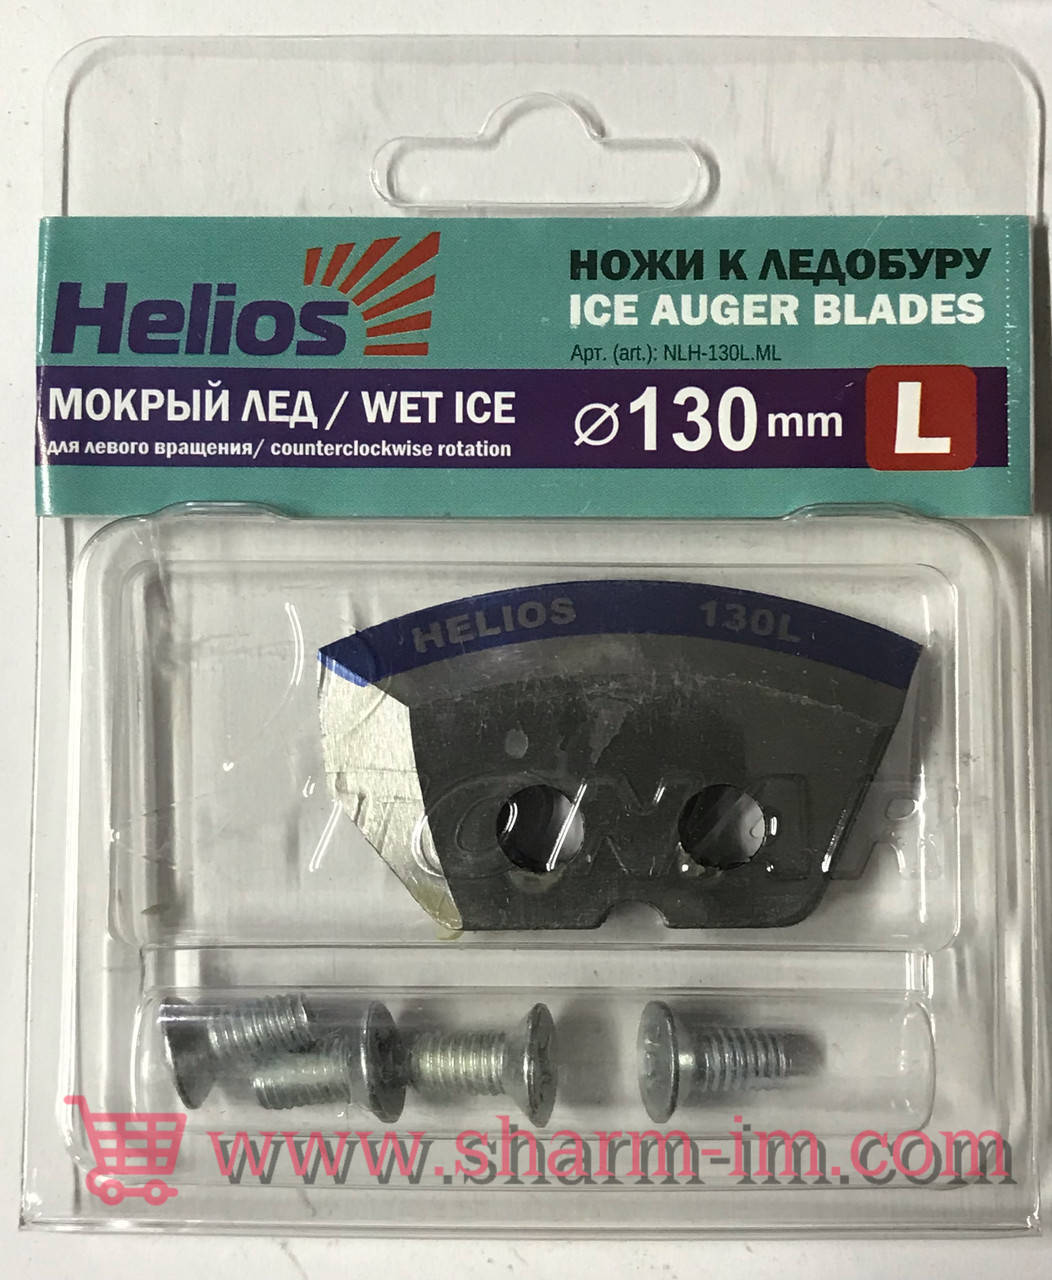 Helios
НОЖИ К ЛЕДОБУРУ
ICE AUGER BLADES
Арт. (art.): NLH-130L.ML
МОКРЫЙ ЛЕД / WET ICE
для левого вращения/ counterclockwise rotation
⌀130 mm
L
HELIOS 130L
TONAR
www.sharm-im.com